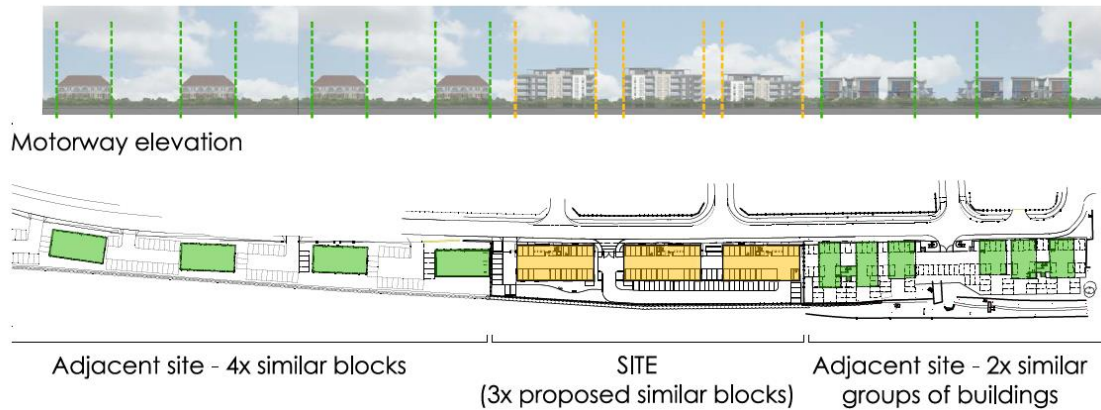 Motorway elevation
Adjacent site - 4x similar blocks
SITE
(3x proposed similar blocks)
Adjacent site - 2x similar
groups of buildings